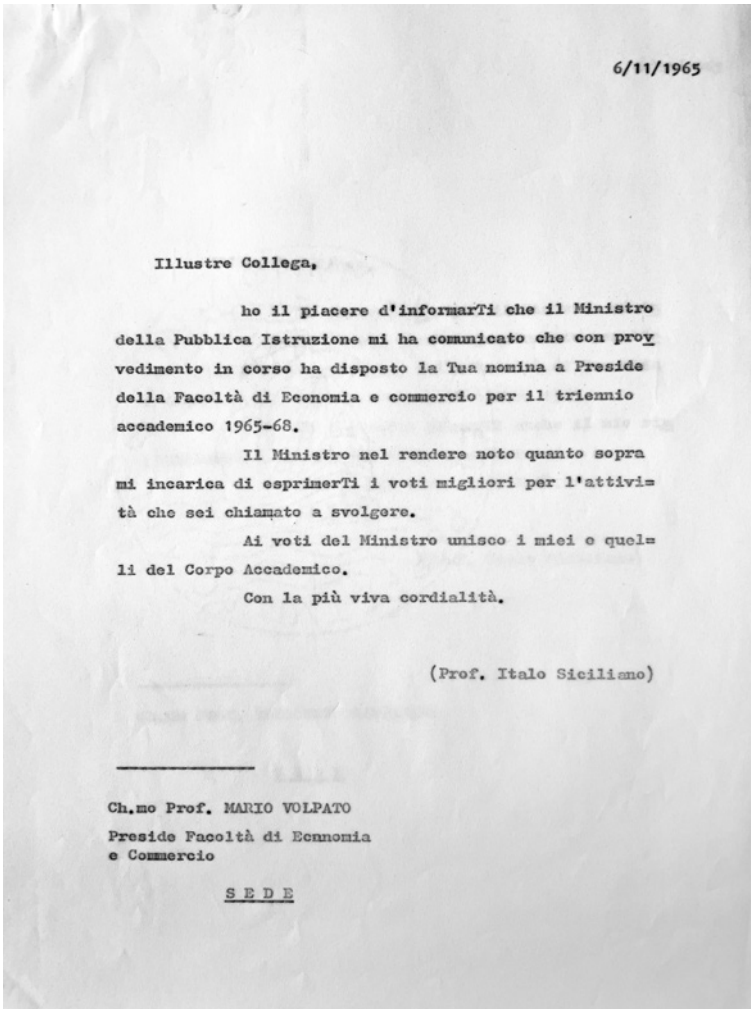 6/11/1965
Illustre Collega,
ho il piacere d'informarTi che il Ministro
della Pubblica Istruzione mi ha comunicato che con prov
vedimento in corso ha disposto la Tua nomina a Preside
della Facoltà di Economia e commercio per il triennio
accademico 1965-68.
Il Ministro nel rendere noto quanto sopra
mi incarica di esprimerTi i voti migliori per l'attivi=
tà che sei chiamato a svolgere.
Ai voti del Ministro unisco i miei e quel=
li del Corpo Accademico.
Con la più viva cordialità.
(Prof. Italo Siciliano)
Ch.mo Prof. MARIO VOLPATO
Preside Facoltà di Ecnnomia
e Commercio
S E D E